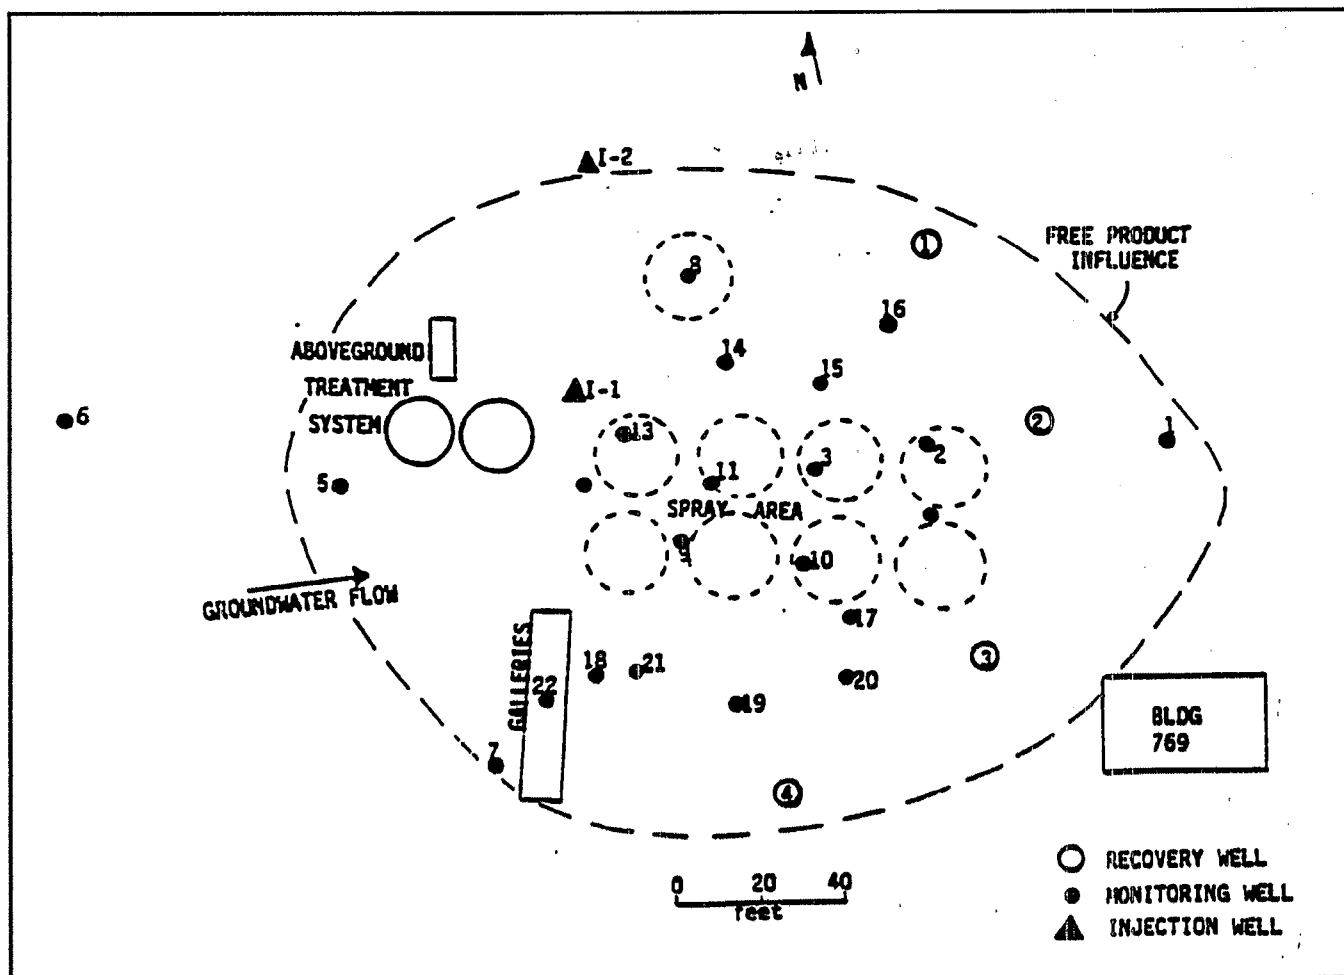 N
I-2
1
FREE PRODUCT
INFLUENCE
8
16
14
15
ABOVEGROUND
TREATMENT
SYSTEM
I-1
6
13
2
1
2
3
11
5
SPRAY AREA
9
10
GROUNDWATER FLOW
17
GALLERIES
18
21
3
22
20
19
BLDG
769
7
4
0 20 40
feet
RECOVERY WELL
MONITORING WELL
INJECTION WELL